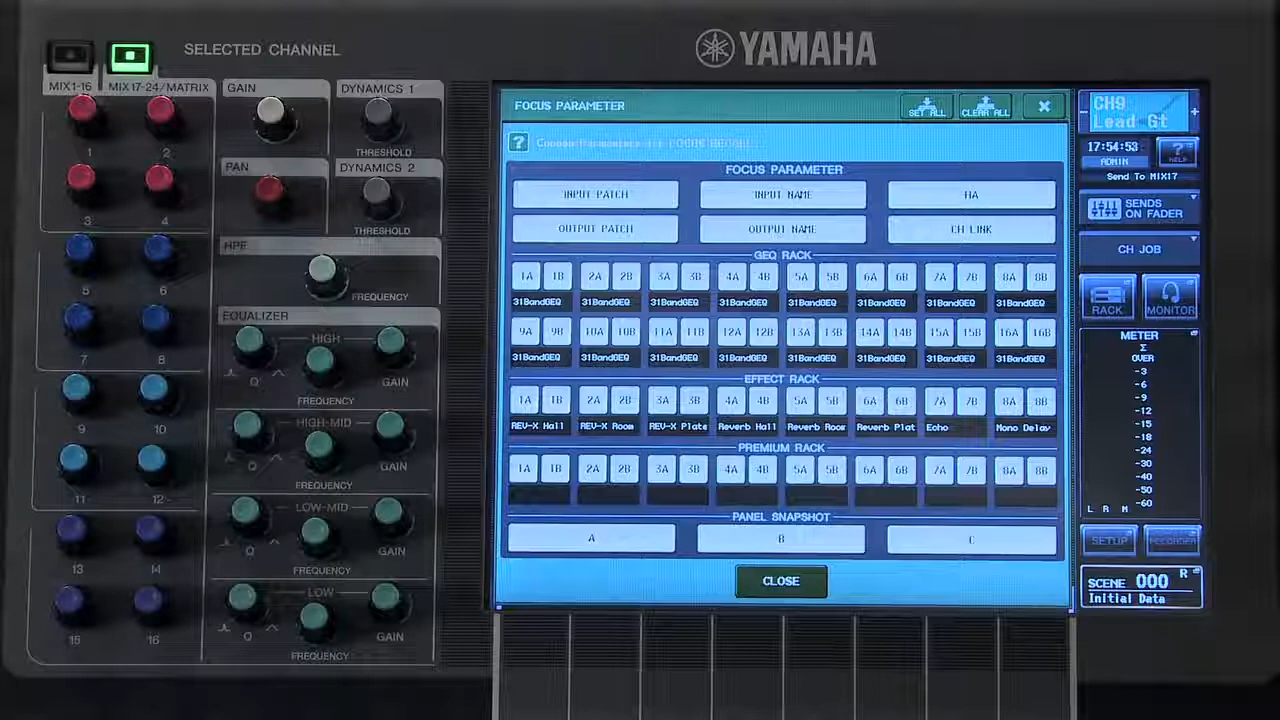 SELECTED CHANNEL
YAMAHA
MIX1-16
MIX17-24/MATRIX
GAIN
DYNAMICS 1
1
2
THRESHOLD
PAN
DYNAMICS 2
3
4
THRESHOLD
HPF
5
6
FREQUENCY
EQUALIZER
HIGH
7
8
Q
GAIN
FREQUENCY
9
10
HIGH-MID
Q
GAIN
11
12
FREQUENCY
LOW-MID
Q
GAIN
13
14
FREQUENCY
LOW
15
16
Q
GAIN
FREQUENCY
FOCUS PARAMETER
SET ALL
CLEAR ALL
?
FOCUS PARAMETER
INPUT PATCH
INPUT NAME
HA
OUTPUT PATCH
OUTPUT NAME
CH LINK
GEQ RACK
1A 1B 2A 2B 3A 3B 4A 4B 5A 5B 6A 6B 7A 7B 8A 8B
31BandGEQ 31BandGEQ 31BandGEQ 31BandGEQ 31BandGEQ 31BandGEQ 31BandGEQ 31BandGEQ
9A 9B 10A 10B 11A 11B 12A 12B 13A 13B 14A 14B 15A 15B 16A 16B
31BandGEQ 31BandGEQ 31BandGEQ 31BandGEQ 31BandGEQ 31BandGEQ 31BandGEQ 31BandGEQ
EFFECT RACK
1A 1B 2A 2B 3A 3B 4A 4B 5A 5B 6A 6B 7A 7B 8A 8B
REV-X Hall REV-X Room REV-X Plate Reverb Hall Reverb Room Reverb Plat Echo Mono Delay
PREMIUM RACK
1A 1B 2A 2B 3A 3B 4A 4B 5A 5B 6A 6B 7A 7B 8A 8B
PANEL SNAPSHOT
A
B
C
CLOSE
CH9
- Lead Gt +
17:54:53
ADMIN
?
HELP
Send To MIX17
SENDS
ON FADER
CH JOB
RACK
MONITOR
METER
Σ
OVER
-3
-6
-9
-12
-15
-18
-24
-30
-40
-50
-60
L R M
SETUP
RECORDER
SCENE 000 R
Initial Data